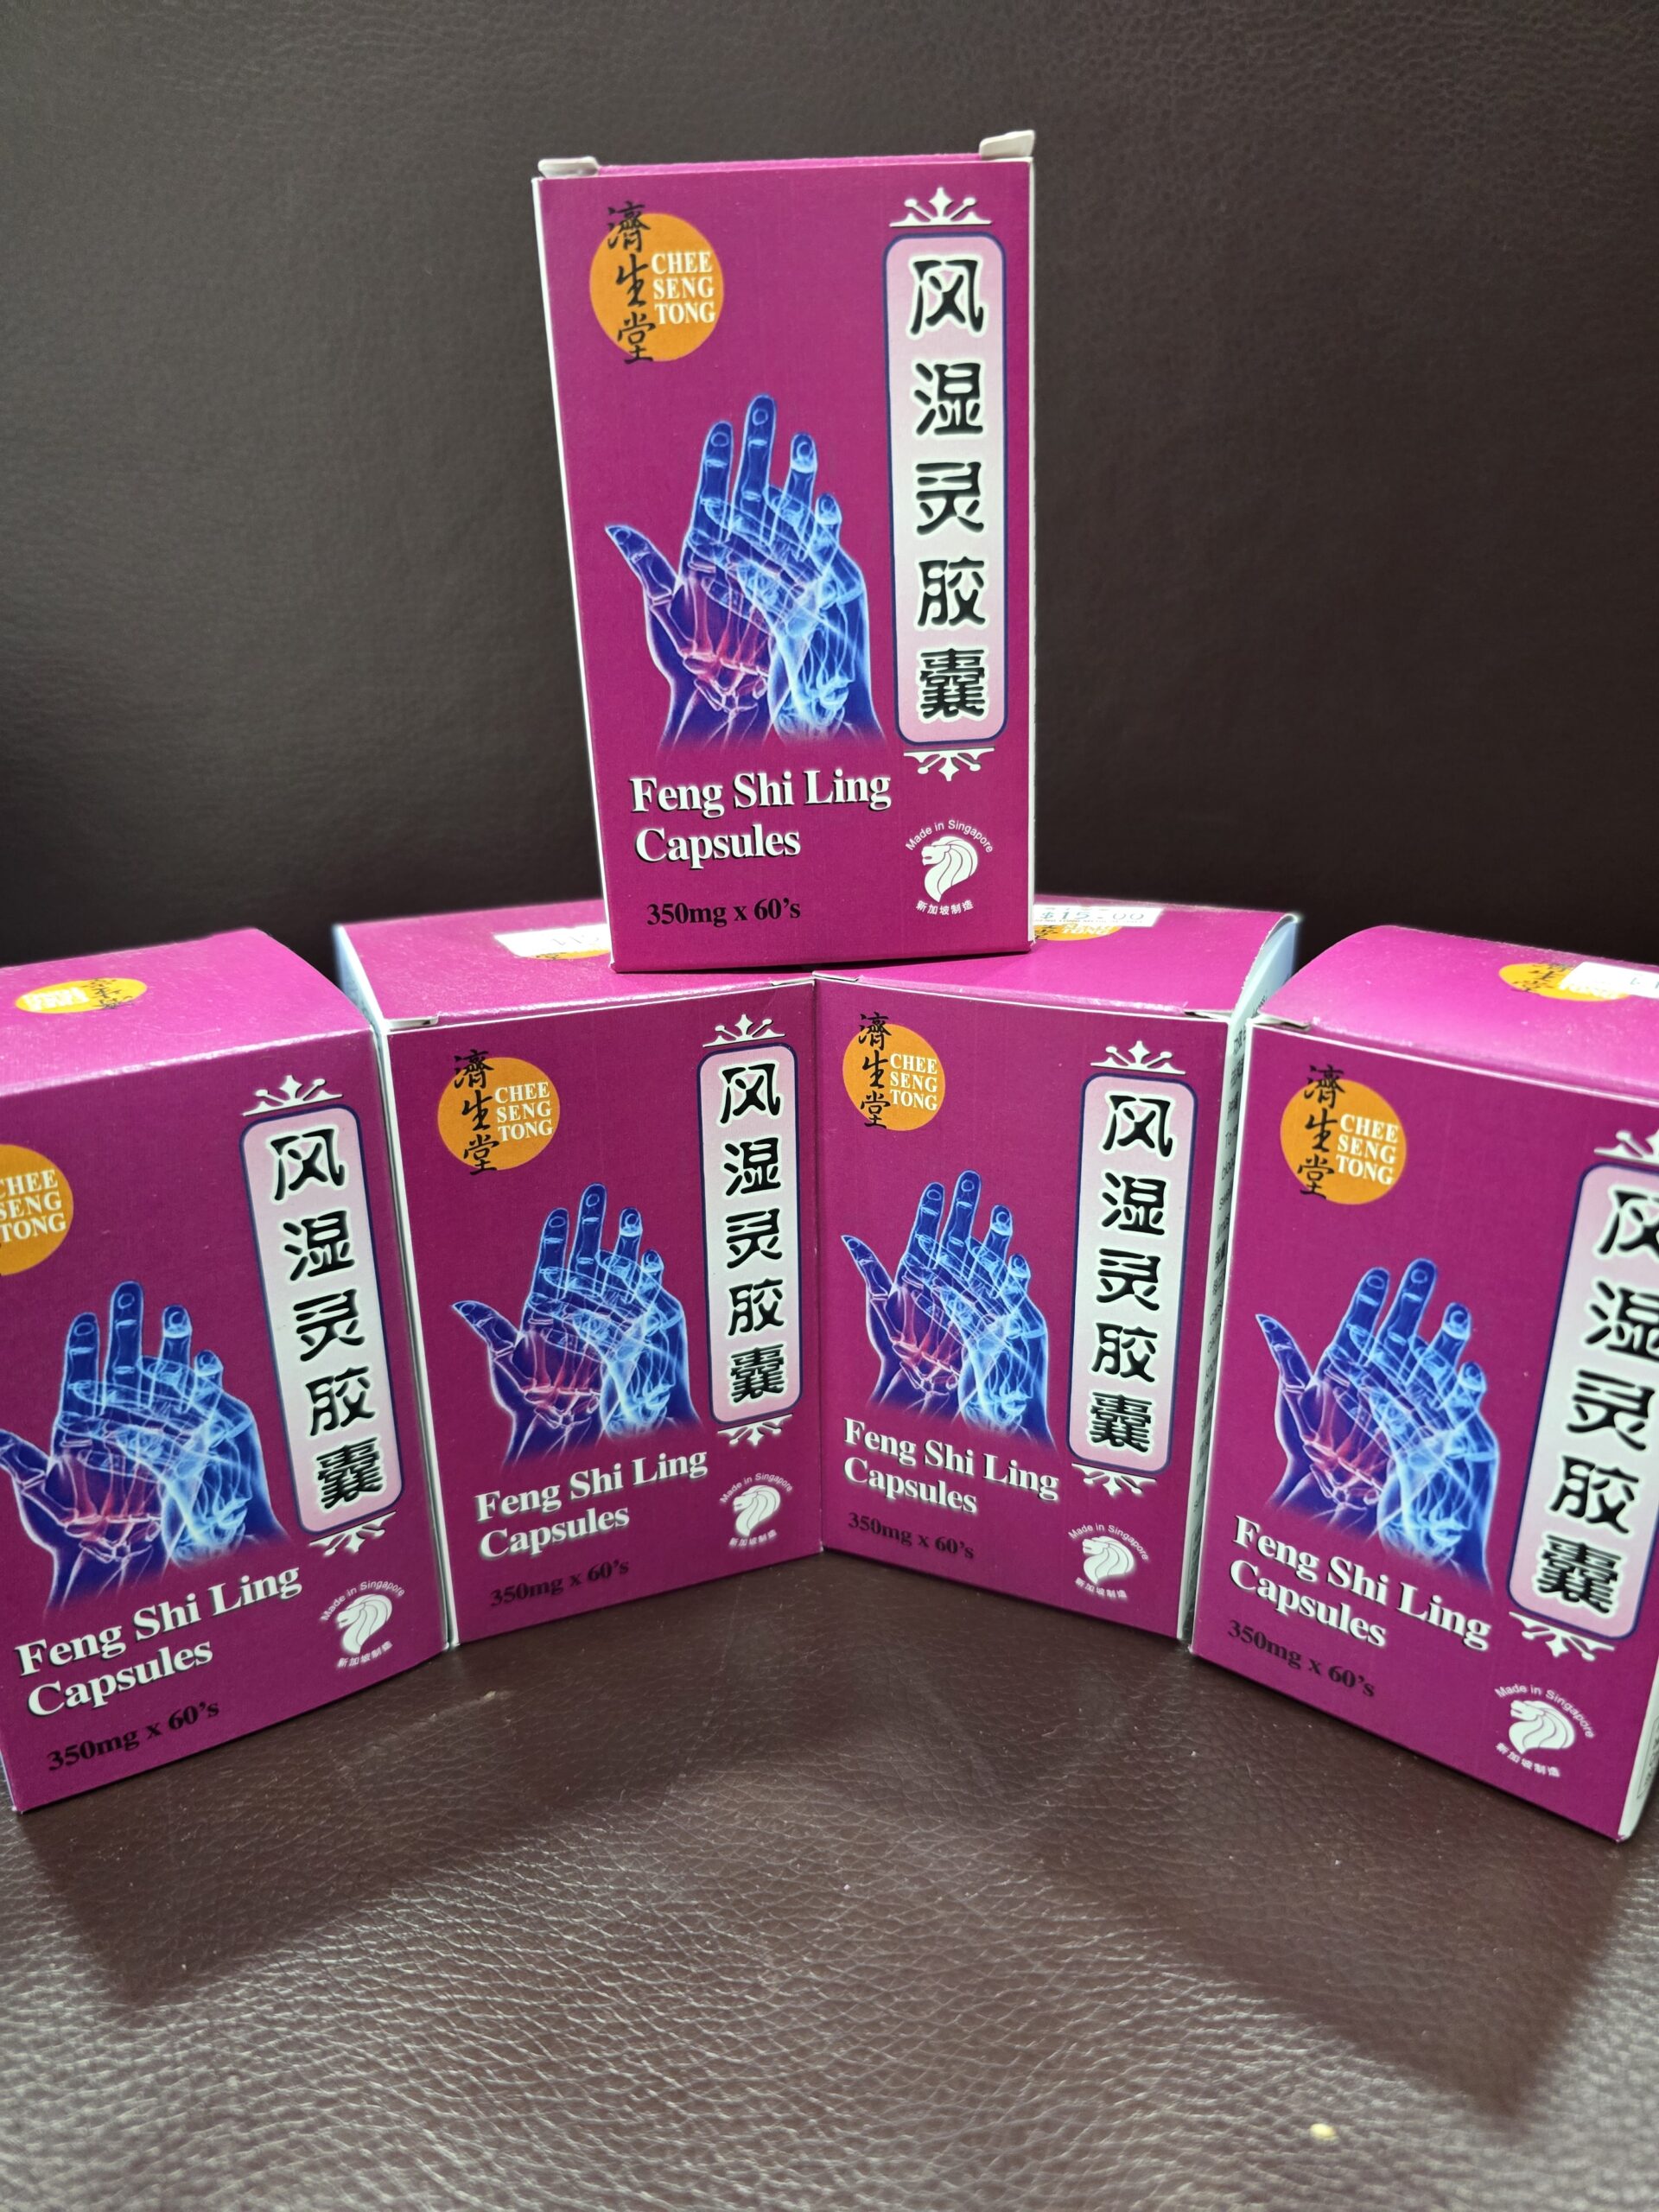 濟生堂
CHEE
SENG
TONG
风湿灵胶囊
Feng Shi Ling
Capsules
350mg x 60's
Made in Singapore
新加坡制造
$15.00
CHEE
SENG
TONG
风湿灵胶囊
Feng Shi Ling
Capsules
350mg x 60's
Made in Singapore
新加坡制造
濟生堂
CHEE
SENG
TONG
风湿灵胶囊
Feng Shi Ling
Capsules
350mg x 60's
Made in Singapore
新加坡制造
濟生堂
CHEE
SENG
TONG
风湿灵胶囊
Feng Shi Ling
Capsules
350mg x 60's
Made in Singapore
新加坡制造
濟生堂
CHEE
SENG
TONG
风湿灵胶囊
Feng Shi Ling
Capsules
350mg x 60's
Made in Singapore
新加坡制造